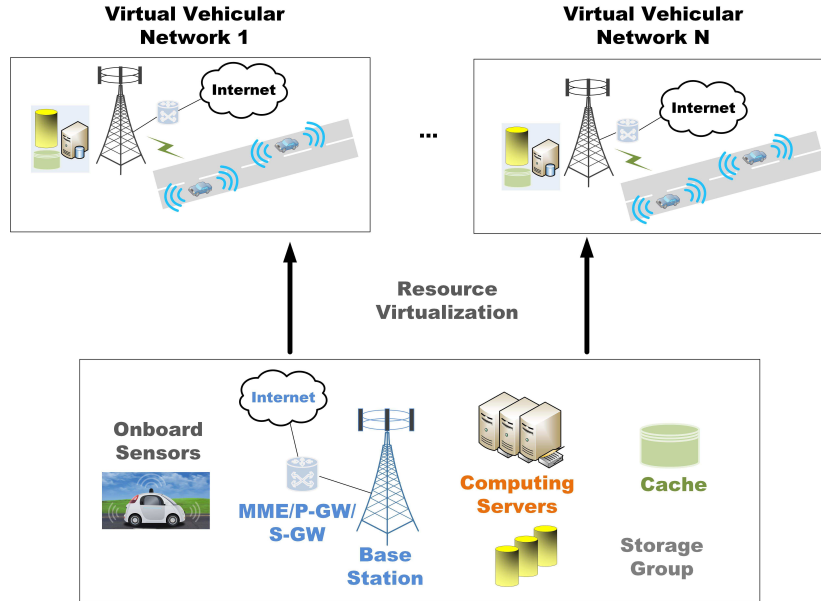 Virtual Vehicular
Network 1
Virtual Vehicular
Network N
Internet
Internet
...
Resource
Virtualization
Internet
Onboard
Sensors
MME/P-GW/
S-GW
Base
Station
Computing
Servers
Cache
Storage
Group